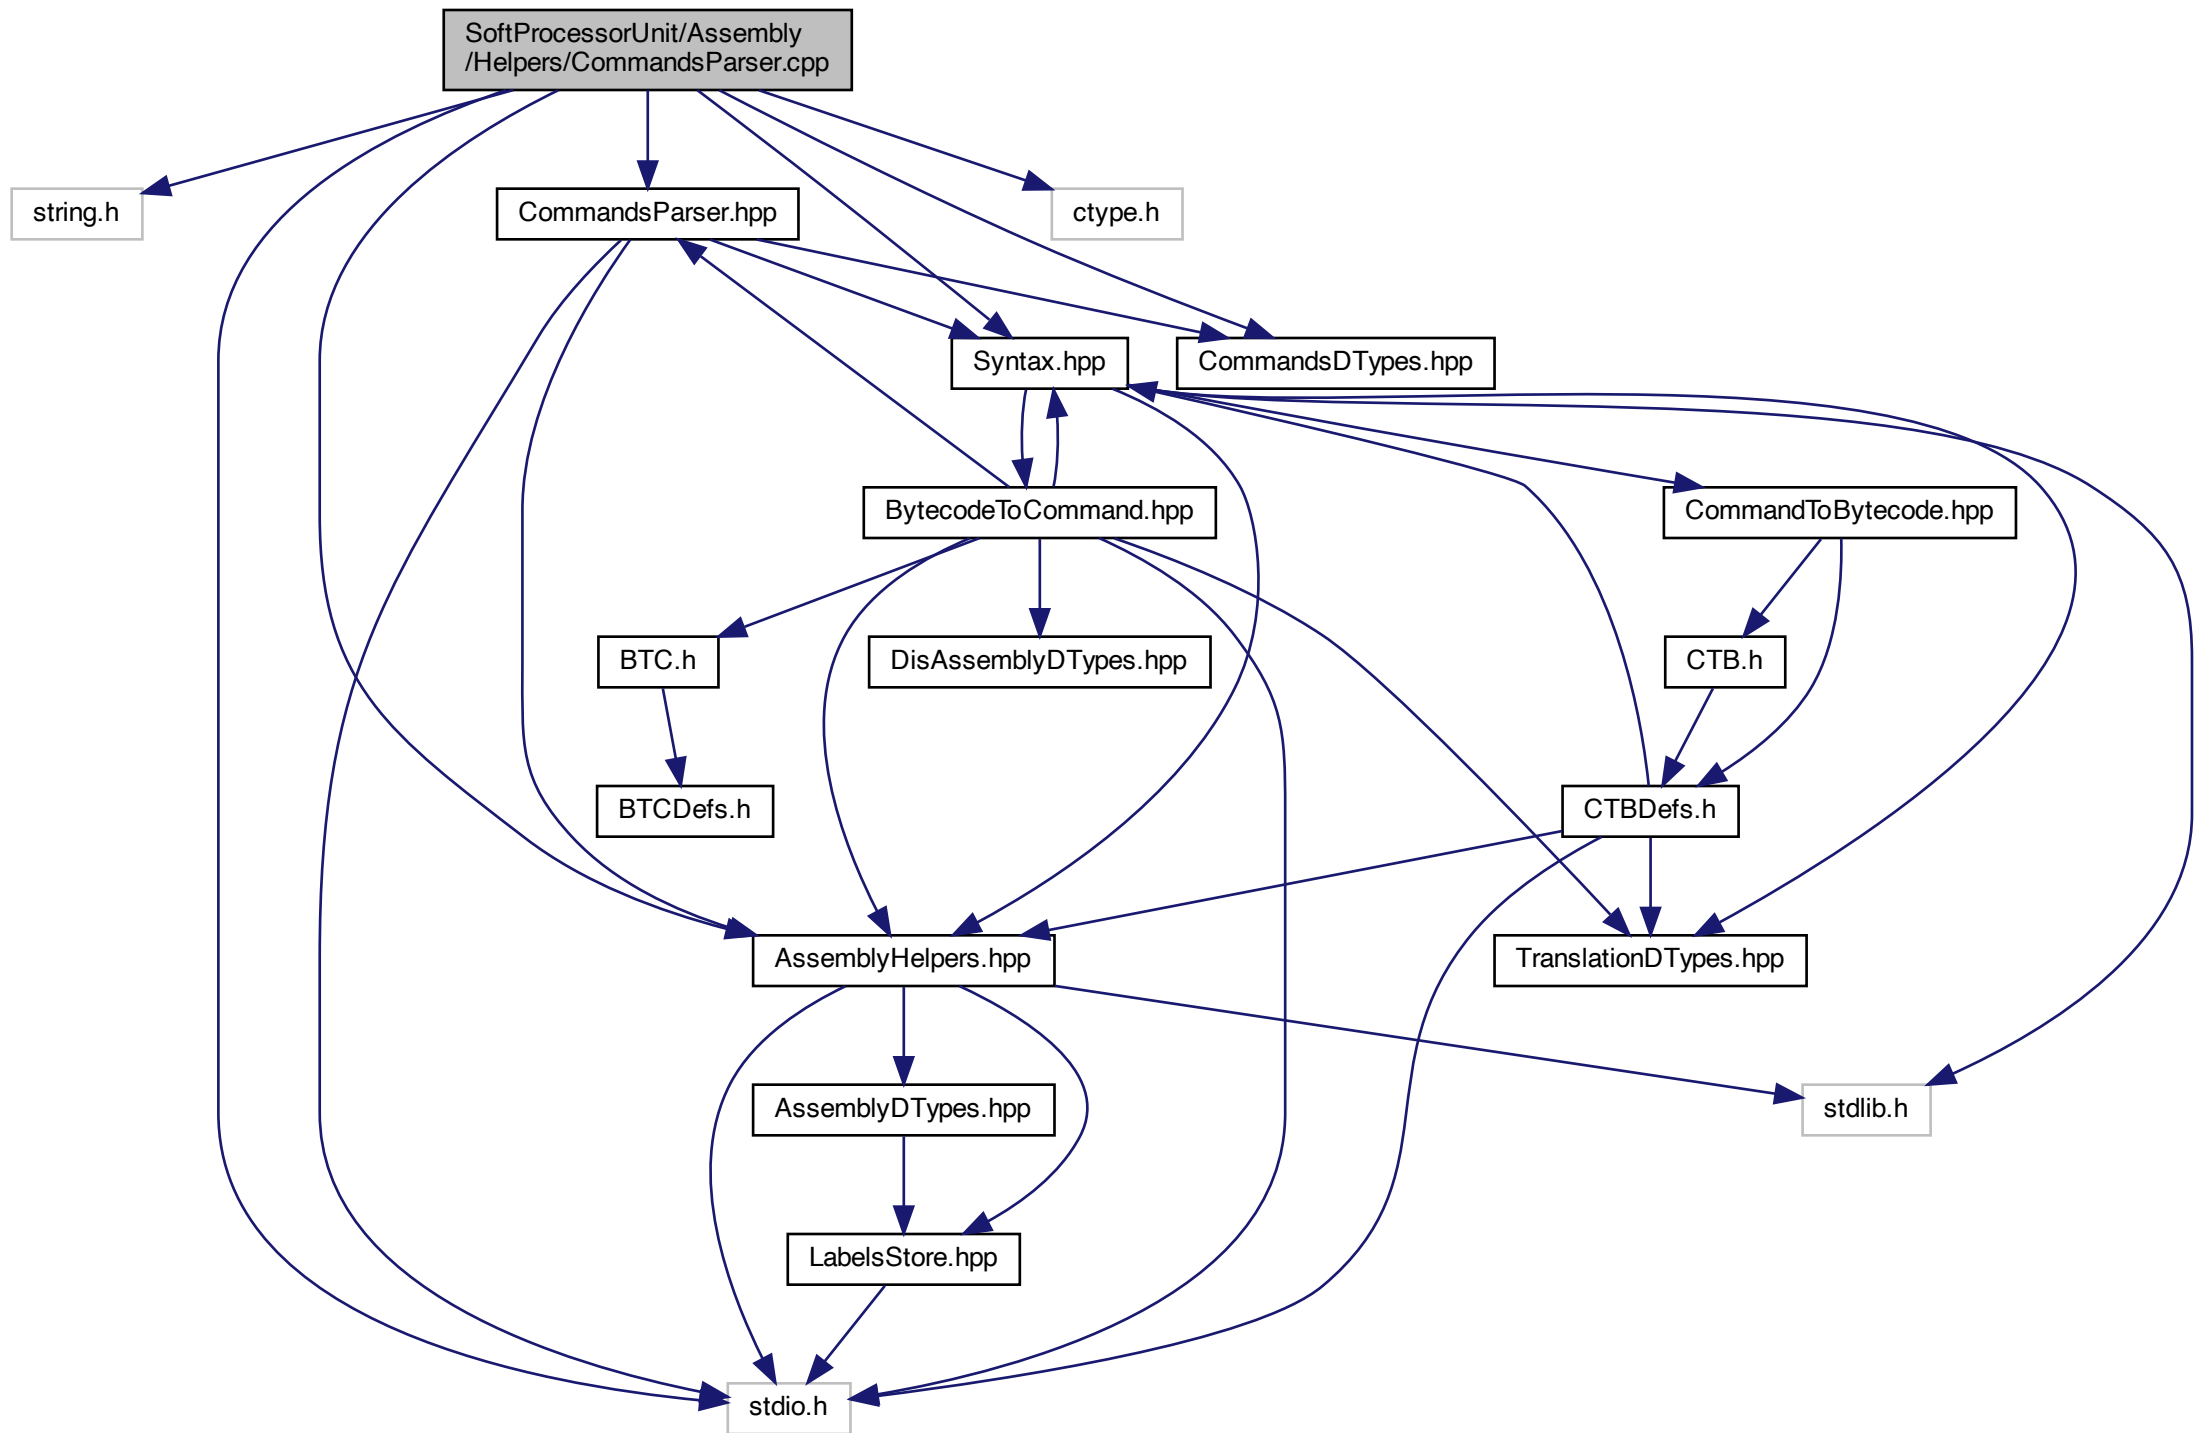 SoftProcessorUnit/Assembly
/Helpers/CommandsParser.cpp
string.h
CommandsParser.hpp
ctype.h
Syntax.hpp
CommandsDTypes.hpp
BytecodeToCommand.hpp
CommandToBytecode.hpp
BTC.h
DisAssemblyDTypes.hpp
CTB.h
BTCDefs.h
CTBDefs.h
AssemblyHelpers.hpp
TranslationDTypes.hpp
AssemblyDTypes.hpp
stdlib.h
LabelsStore.hpp
stdio.h